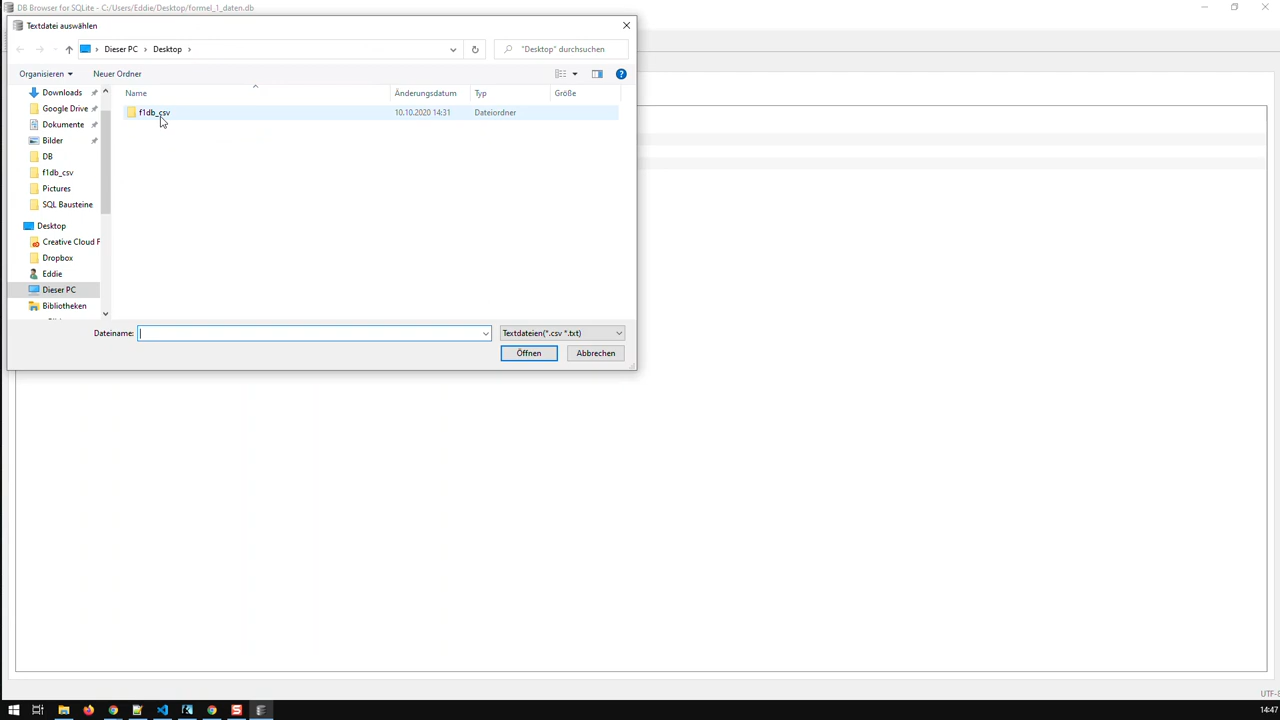 DB Browser for SQLite - C:/Users/Eddie/Desktop/formel_1_daten.db
Textdatei auswählen
Dieser PC
Desktop
"Desktop" durchsuchen
Organisieren
Neuer Ordner
Name
Änderungsdatum
Typ
Größe
f1db_csv
10.10.2020 14:31
Dateiordner
Downloads
Google Drive
Dokumente
Bilder
DB
f1db_csv
Pictures
SQL Bausteine
Desktop
Creative Cloud F
Dropbox
Eddie
Dieser PC
Bibliotheken
Dateiname:
Textdateien(*.csv *.txt)
Öffnen
Abbrechen
UTF-8
14:47